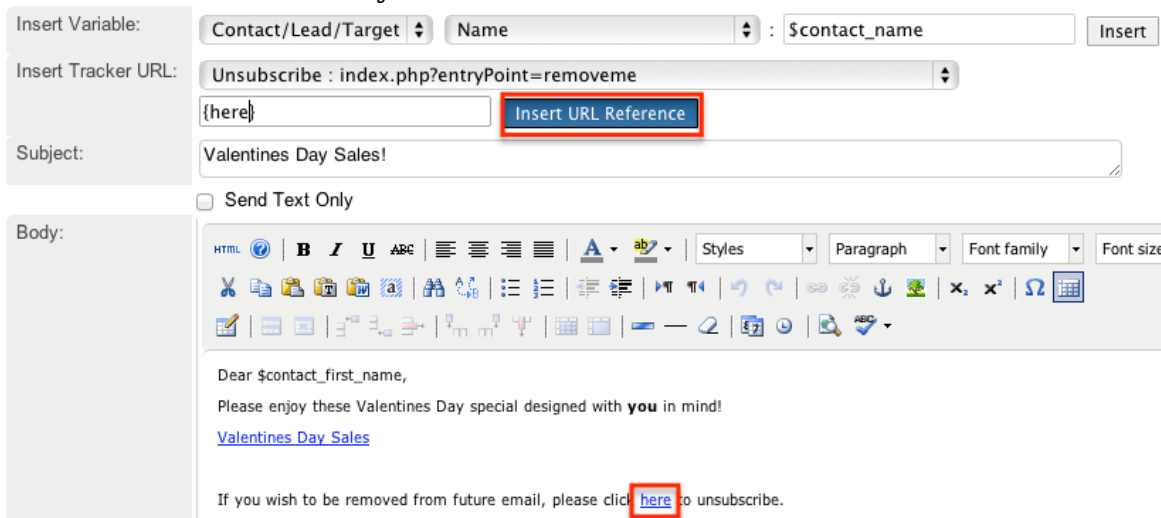 Insert Variable: Contact/Lead/Target Name : $contact_name Insert
Insert Tracker URL: Unsubscribe : index.php?entryPoint=removeme
{here} Insert URL Reference
Subject: Valentines Day Sales!
Send Text Only
Body:
HTML B I U ABC A ab Styles Paragraph Font family Font size
ABC
Dear $contact_first_name,
Please enjoy these Valentines Day special designed with you in mind!
Valentines Day Sales
If you wish to be removed from future email, please click here to unsubscribe.